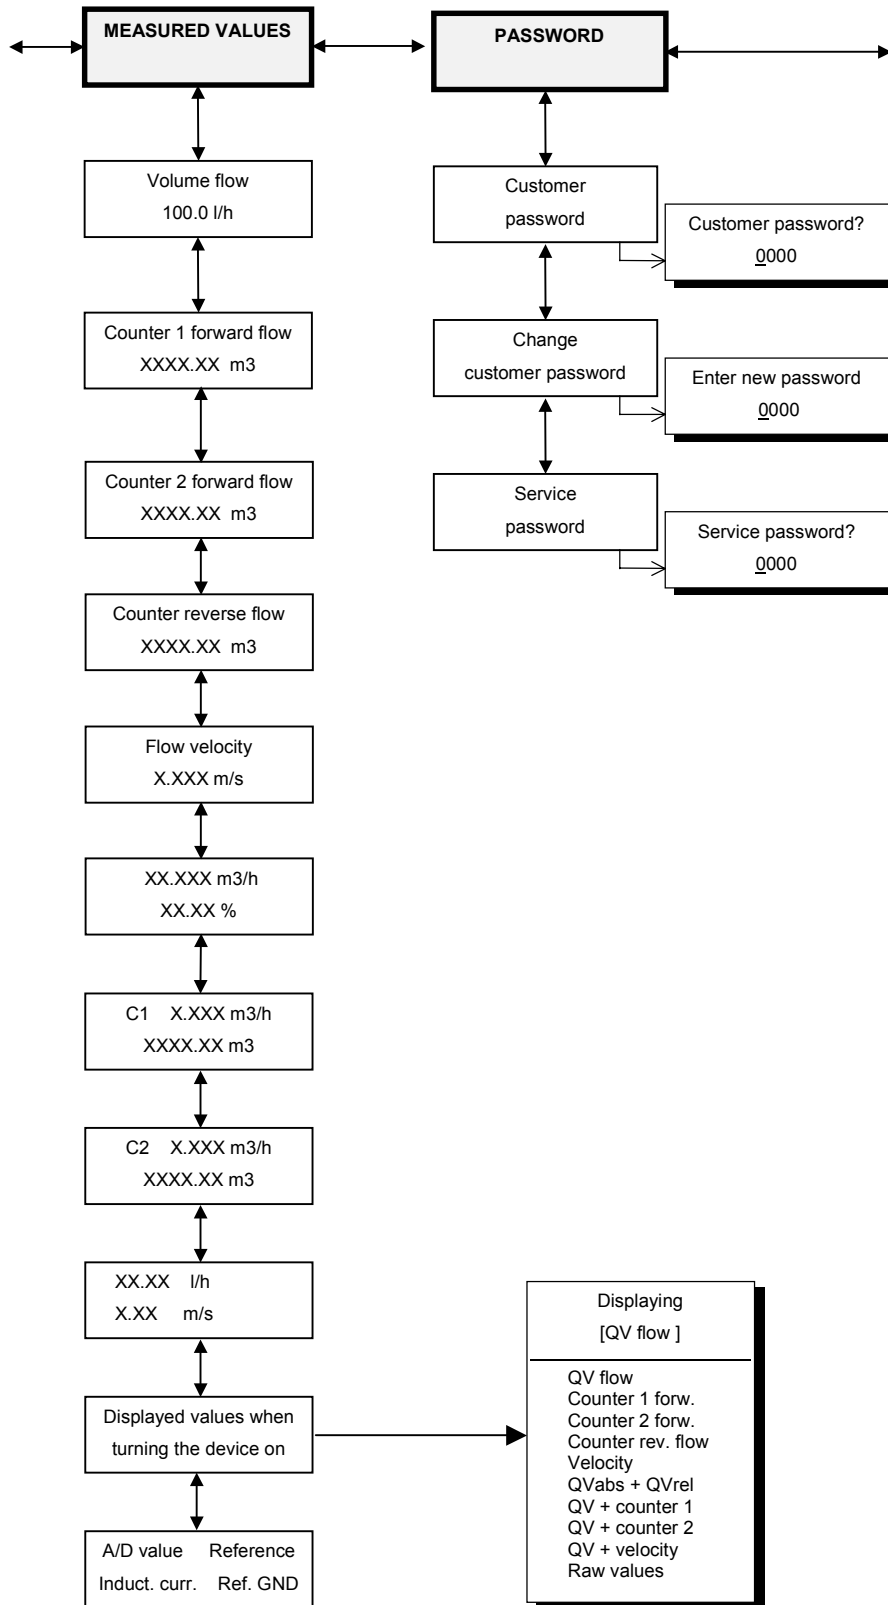 MEASURED VALUES
Volume flow
100.0 l/h
Counter 1 forward flow
XXXX.XX m3
Counter 2 forward flow
XXXX.XX m3
Counter reverse flow
XXXX.XX m3
Flow velocity
X.XXX m/s
XX.XXX m3/h
XX.XX %
C1 X.XXX m3/h
XXXX.XX m3
C2 X.XXX m3/h
XXXX.XX m3
XX.XX l/h
X.XX m/s
Displayed values when
turning the device on
A/D value Reference
Induct. curr. Ref. GND
Displaying
[QV flow ]
QV flow
Counter 1 forw.
Counter 2 forw.
Counter rev. flow
Velocity
QVabs + QVrel
QV + counter 1
QV + counter 2
QV + velocity
Raw values
PASSWORD
Customer
password
Customer password?
0000
Change
customer password
Enter new password
0000
Service
password
Service password?
0000